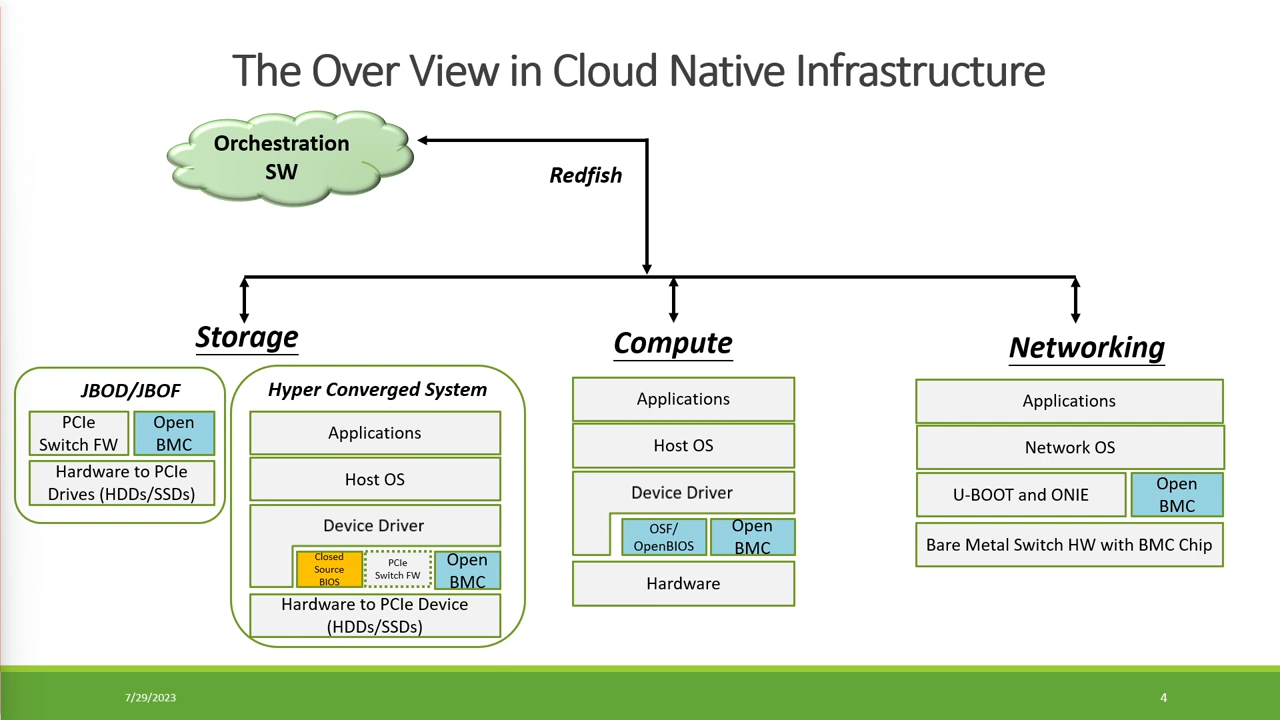 The Over View in Cloud Native Infrastructure
Orchestration
SW
Redfish
Storage
JBOD/JBOF
PCIe
Switch FW
Open
BMC
Hardware to PCIe
Drives (HDDs/SSDs)
Hyper Converged System
Applications
Host OS
Device Driver
Closed
Source
BIOS
PCIe
Switch FW
Open
BMC
Hardware to PCIe Device
(HDDs/SSDs)
Compute
Applications
Host OS
Device Driver
OSF/
OpenBIOS
Open
BMC
Hardware
Networking
Applications
Network OS
U-BOOT and ONIE
Open
BMC
Bare Metal Switch HW with BMC Chip
7/29/2023
4